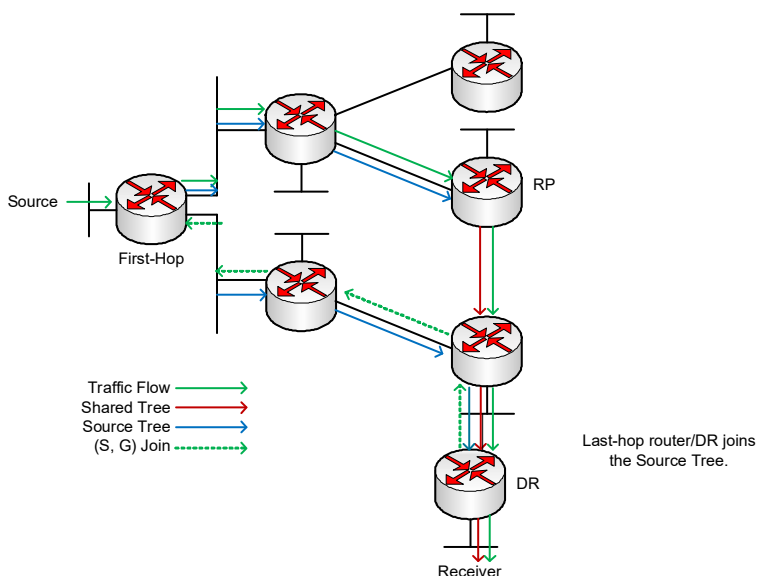 RP
Source
First-Hop
Traffic Flow
Shared Tree
Source Tree
(S, G) Join
Last-hop router/DR joins
the Source Tree.
DR
Receiver